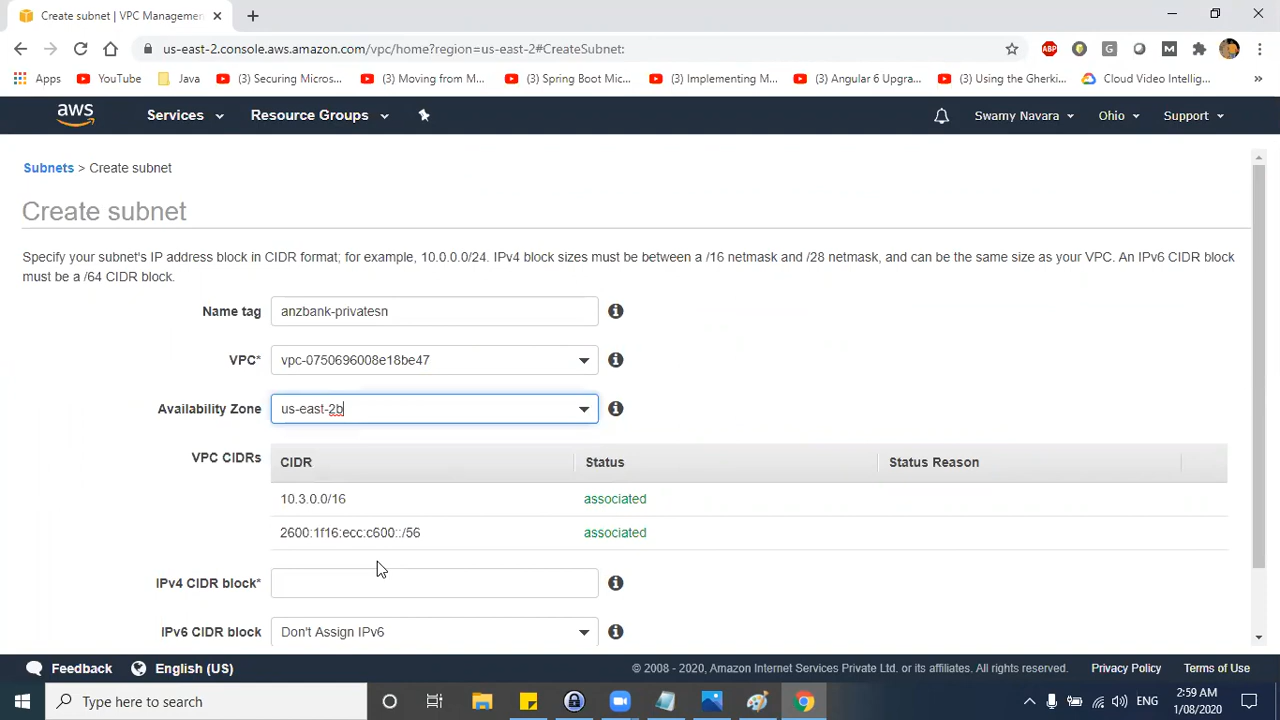 Create subnet | VPC Managemen
us-east-2.console.aws.amazon.com/vpc/home?region=us-east-2#CreateSubnet:
ABP
G
M
Apps
YouTube
Java
(3) Securing Micros...
(3) Moving from M...
(3) Spring Boot Mic...
(3) Implementing M...
(3) Angular 6 Upgra...
(3) Using the Gherki...
Cloud Video Intellig...
»
aws
Services
Resource Groups
Swamy Navara
Ohio
Support
Subnets > Create subnet
Create subnet
Specify your subnet's IP address block in CIDR format; for example, 10.0.0.0/24. IPv4 block sizes must be between a /16 netmask and /28 netmask, and can be the same size as your VPC. An IPv6 CIDR block
must be a /64 CIDR block.
Name tag anzbank-privatesn
VPC* vpc-0750696008e18be47
Availability Zone us-east-2b
VPC CIDRs
CIDR Status Status Reason
10.3.0.0/16 associated
2600:1f16:ecc:c600::/56 associated
IPv4 CIDR block*
IPv6 CIDR block Don't Assign IPv6
Feedback
English (US)
© 2008 - 2020, Amazon Internet Services Private Ltd. or its affiliates. All rights reserved.
Privacy Policy
Terms of Use
Type here to search
2:59 AM
ENG
1/08/2020